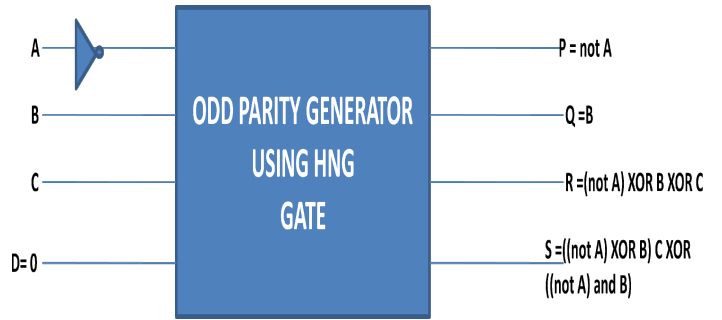 A
B
C
D= 0
ODD PARITY GENERATOR
USING HNG
GATE
P = not A
Q =B
R =(not A) XOR B XOR C
S =((not A) XOR B) C XOR
((not A) and B)